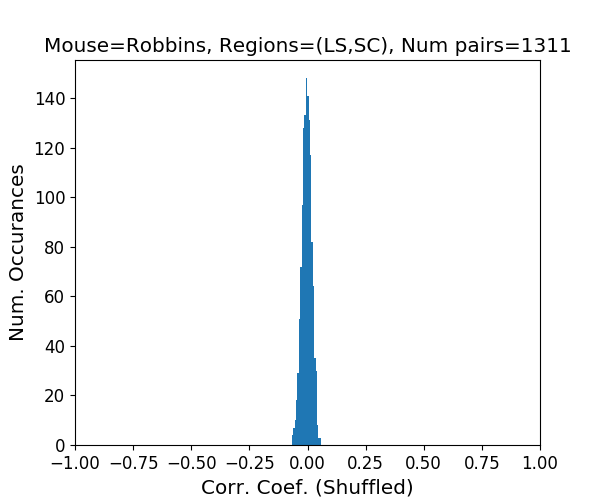 Mouse=Robbins, Regions=(LS,SC), Num pairs=1311
Num. Occurances
140
120
100
80
60
40
20
0
−1.00 −0.75 −0.50 −0.25 0.00 0.25 0.50 0.75 1.00
Corr. Coef. (Shuffled)